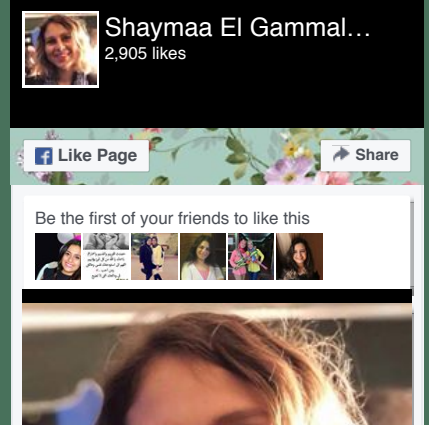 Shaymaa El Gammal…
2,905 likes
Like Page
Share
Be the first of your friends to like this